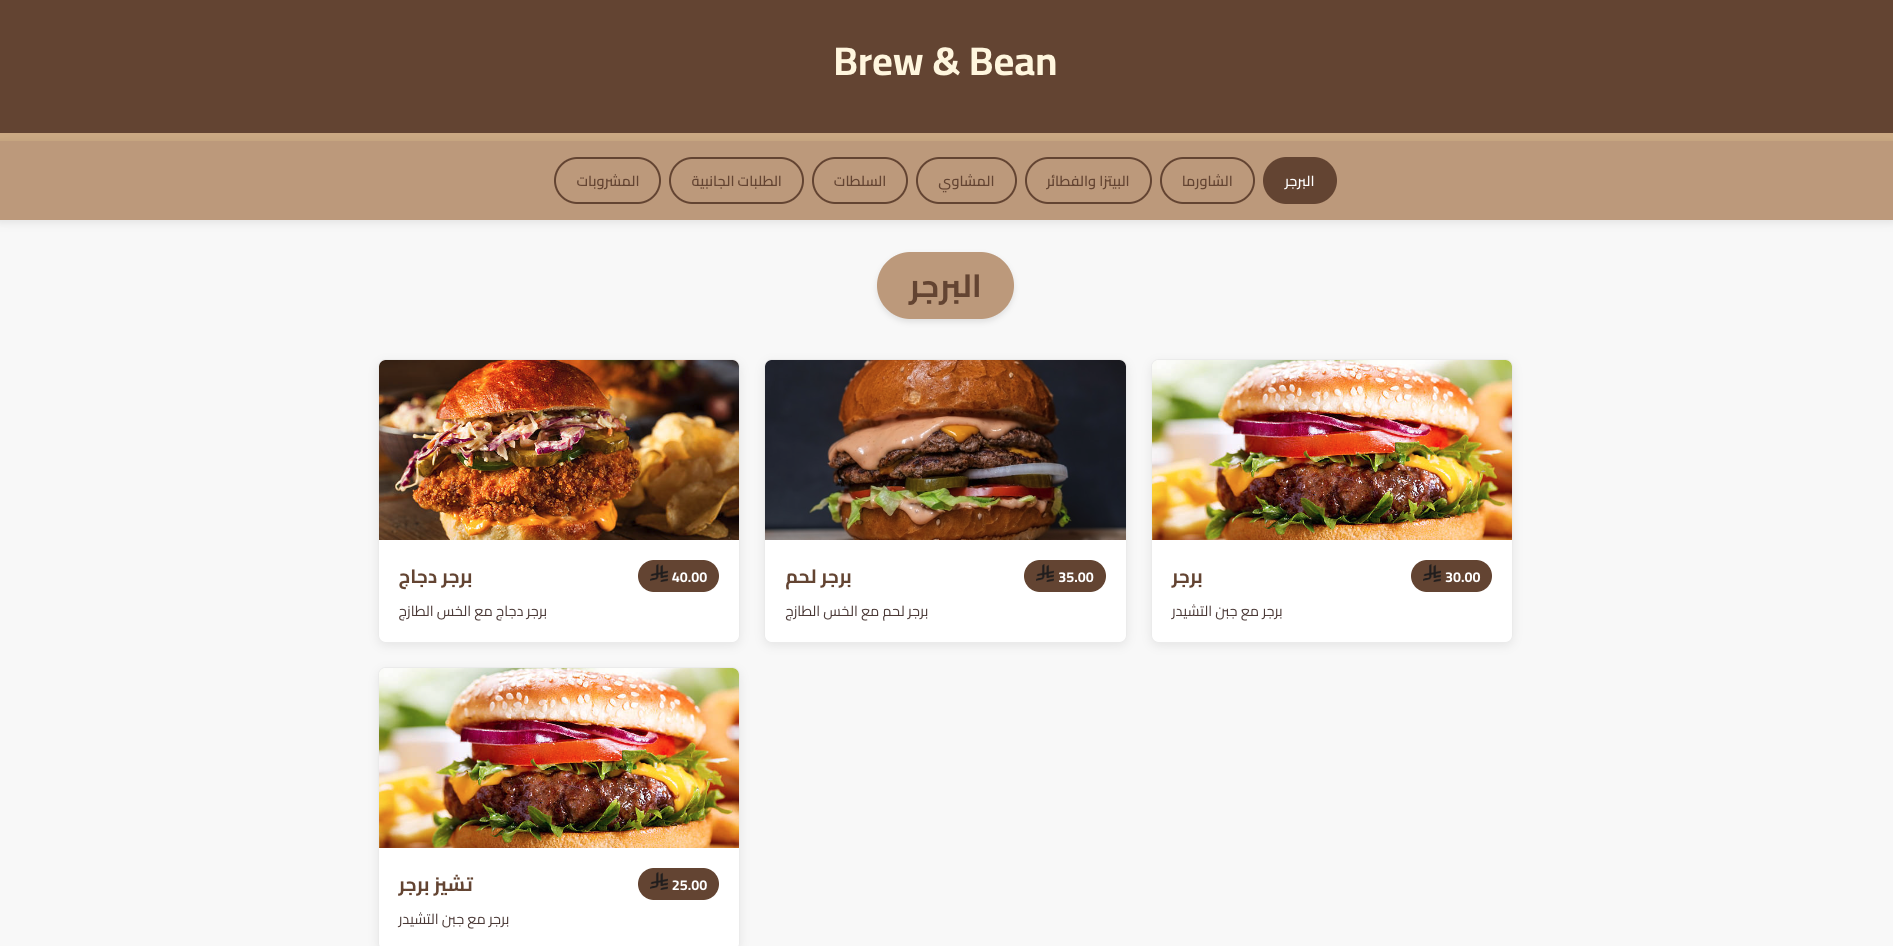 Brew & Bean
البرجر
الشاورما
البيتزا والفطائر
المشاوي
السلطات
الطلبات الجانبية
المشروبات
البرجر
برجر
30.00
برجر مع جبن التشيدر
برجر لحم
35.00
برجر لحم مع الخس الطازج
برجر دجاج
40.00
برجر دجاج مع الخس الطازج
تشيز برجر
25.00
برجر مع جبن التشيدر